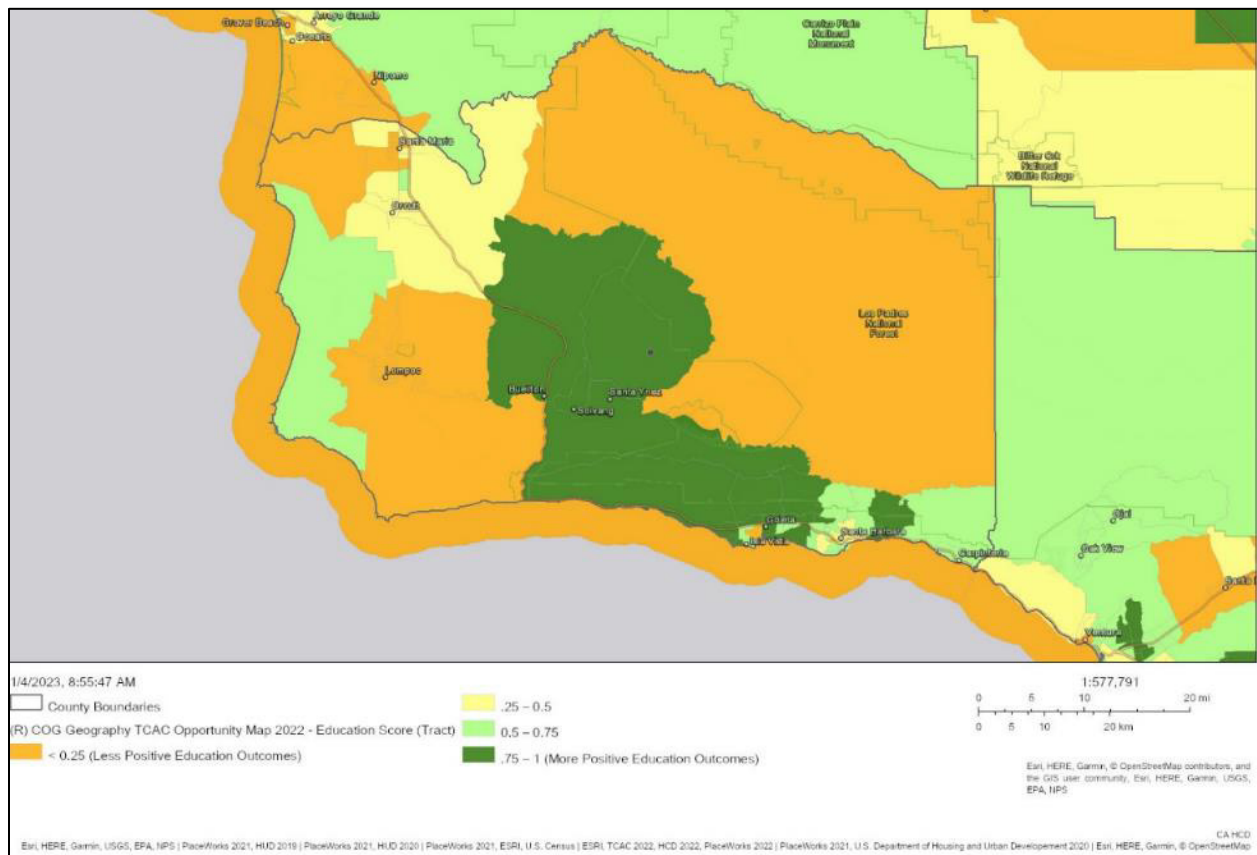 Grover Beach
Arroyo Grande
Oceano
Carrizo Plain
National
Monument
Nipomo
Santa Maria
Bitter Crk
National
Wildlife Refuge
Orcutt
Los Padres
National
Forest
Lompoc
Buellton
Santa Ynez
Solvang
Goleta
Isla Vista
Santa Barbara
Carpinteria
Ojai
Oak View
Ventura
1/4/2023, 8:55:47 AM
County Boundaries
(R) COG Geography TCAC Opportunity Map 2022 - Education Score (Tract)
< 0.25 (Less Positive Education Outcomes)
.25 – 0.5
0.5 – 0.75
.75 – 1 (More Positive Education Outcomes)
1:577,791
0 5 10 20 mi
0 5 10 20 km
Esri, HERE, Garmin, © OpenStreetMap contributors, and
the GIS user community, Esri, HERE, Garmin, USGS,
EPA, NPS
CA HCD
Esri, HERE, Garmin, USGS, EPA, NPS | PlaceWorks 2021, HUD 2019 | PlaceWorks 2021, HUD 2020 | PlaceWorks 2021, ESRI, U.S. Census | ESRI, TCAC 2022, HCD 2022, PlaceWorks 2022 | PlaceWorks 2021, U.S. Department of Housing and Urban Developement 2020 | Esri, HERE, Garmin, © OpenStreetMap